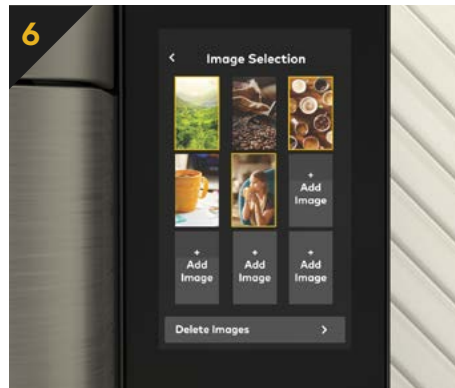 6
< Image Selection
+
Add
Image
+
Add
Image
+
Add
Image
+
Add
Image
Delete Images >